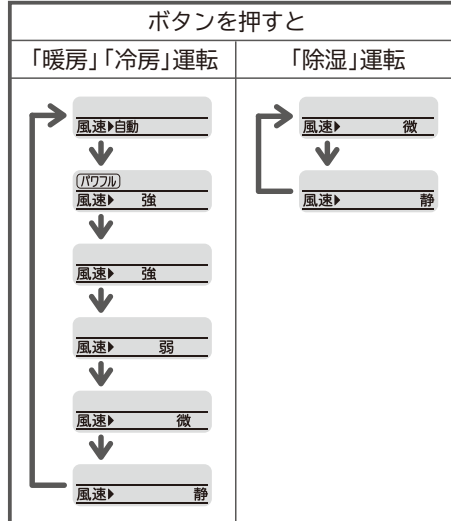 ボタンを押すと
「暖房」「冷房」運転
風速▶自動
パワフル
風速▶ 強
風速▶ 強
風速▶ 弱
風速▶ 微
風速▶ 静
「除湿」運転
風速▶ 微
風速▶ 静